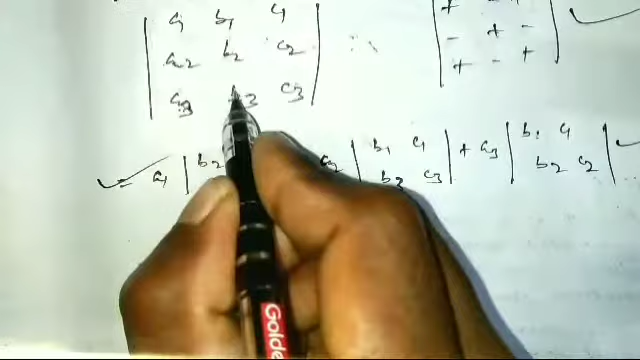 a₁ b₁ c₁
a₂ b₂ c₂
a₃ b₃ c₃
+
- + -
+ - +
= a₁ | b₂
a₂ | b₁ c₁ | + a₃ | b₁ c₁ |
b₃ c₃ b₂ c₂
Golde